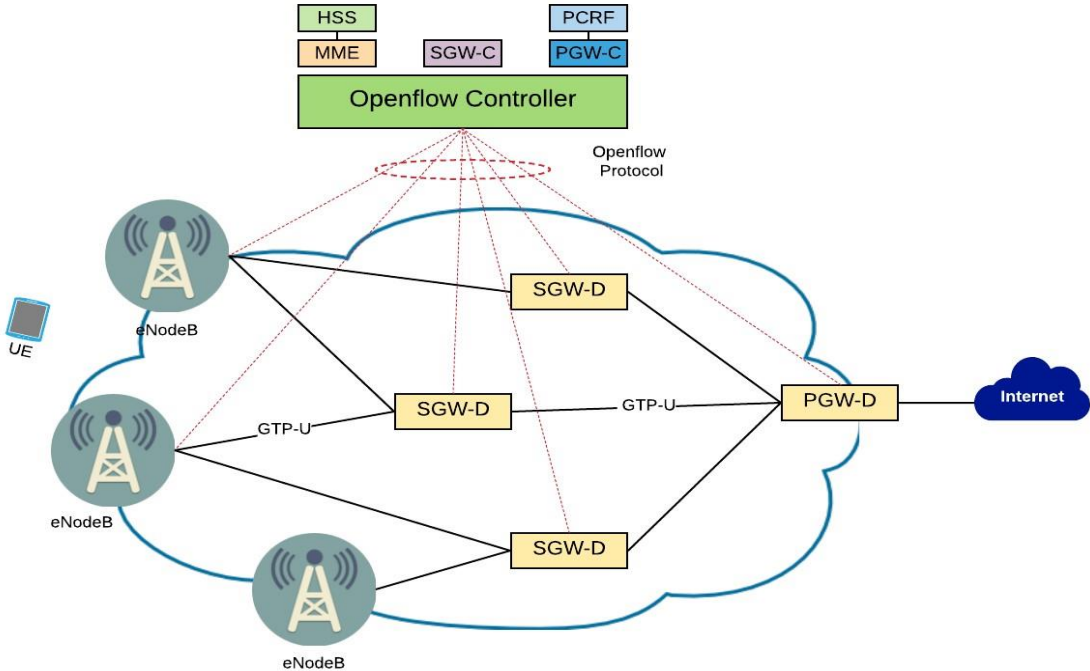 HSS
PCRF
MME
SGW-C
PGW-C
Openflow Controller
Openflow
Protocol
SGW-D
eNodeB
UE
SGW-D
GTP-U
PGW-D
Internet
GTP-U
eNodeB
SGW-D
eNodeB